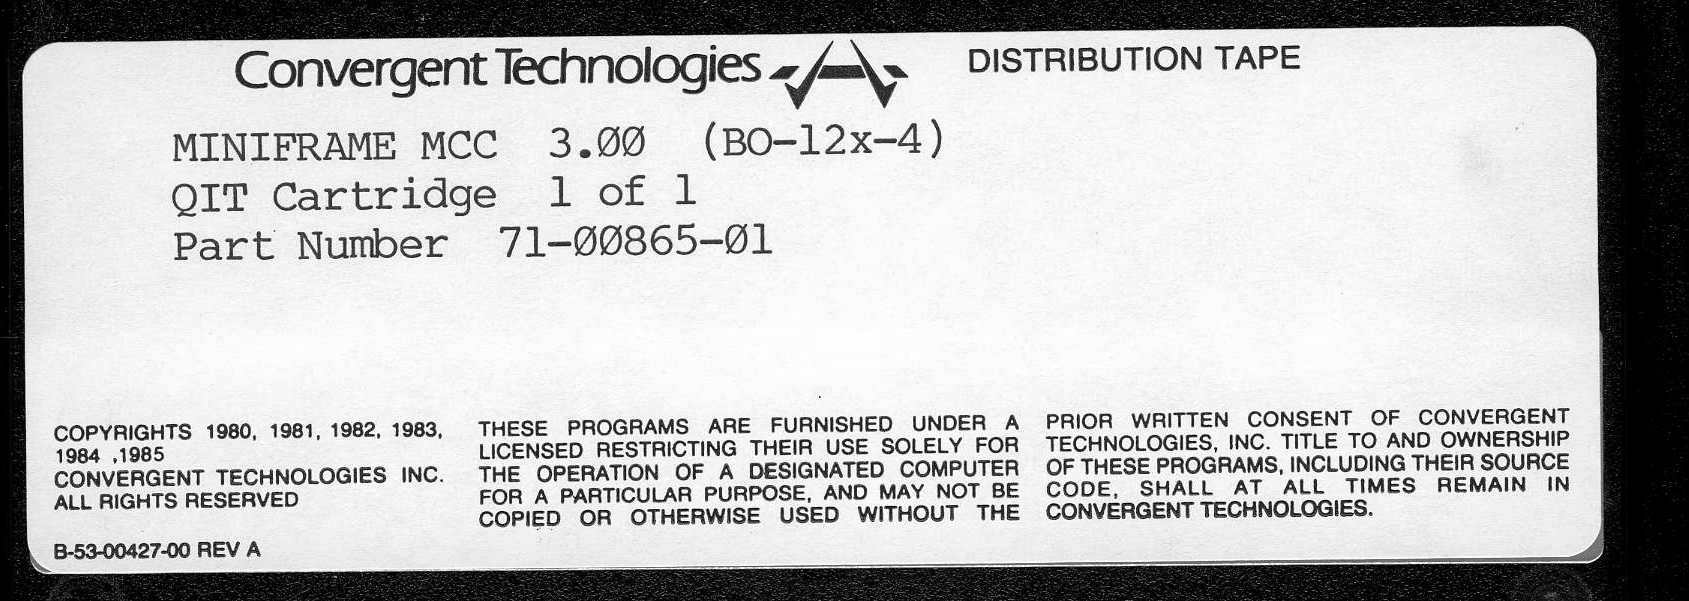 Convergent Technologies DISTRIBUTION TAPE
MINIFRAME MCC 3.00 (BO-12x-4)
QIT Cartridge 1 of 1
Part Number 71-00865-01
COPYRIGHTS 1980, 1981, 1982, 1983,
1984 ,1985
CONVERGENT TECHNOLOGIES INC.
ALL RIGHTS RESERVED
B-53-00427-00 REV A
THESE PROGRAMS ARE FURNISHED UNDER A
LICENSED RESTRICTING THEIR USE SOLELY FOR
THE OPERATION OF A DESIGNATED COMPUTER
FOR A PARTICULAR PURPOSE, AND MAY NOT BE
COPIED OR OTHERWISE USED WITHOUT THE
PRIOR WRITTEN CONSENT OF CONVERGENT
TECHNOLOGIES, INC. TITLE TO AND OWNERSHIP
OF THESE PROGRAMS, INCLUDING THEIR SOURCE
CODE, SHALL AT ALL TIMES REMAIN IN
CONVERGENT TECHNOLOGIES.